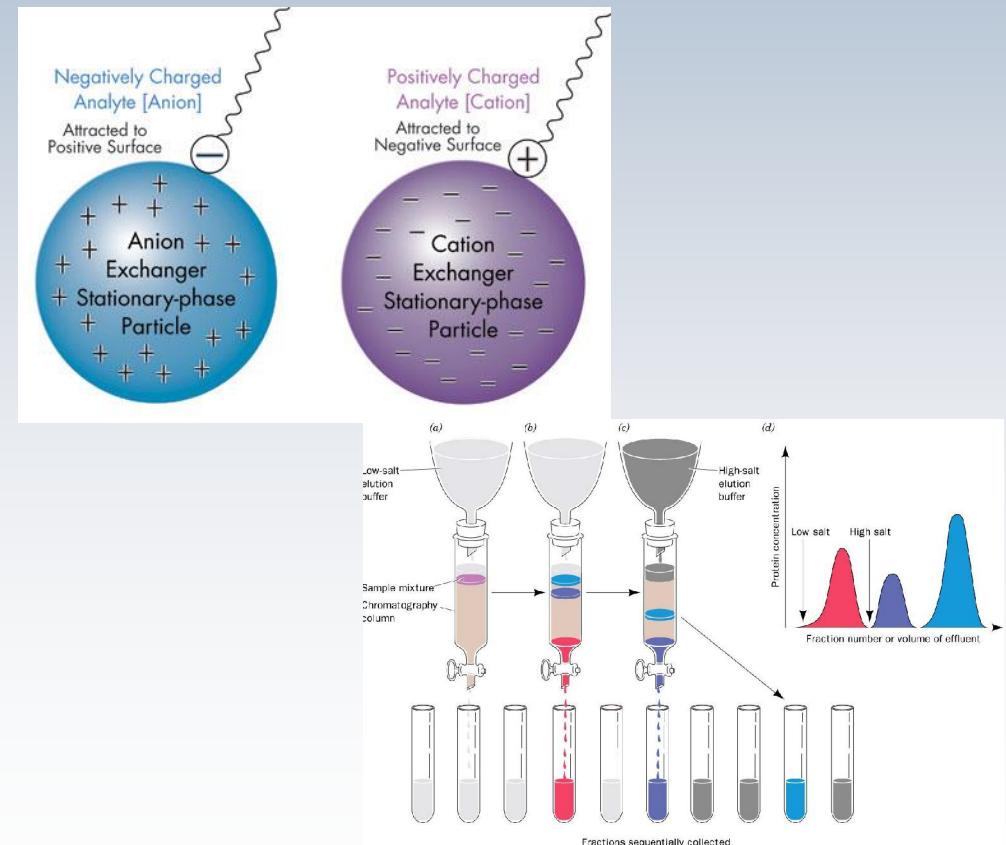 Negatively Charged
Analyte [Anion]
Attracted to
Positive Surface
−
Anion
Exchanger
Stationary-phase
Particle
Positively Charged
Analyte [Cation]
Attracted to
Negative Surface
+
Cation
Exchanger
Stationary-phase
Particle
(a)
(b)
(c)
(d)
Low-salt
elution
buffer
High-salt
elution
buffer
Sample mixture
Chromatography
column
Protein concentration
Low salt
High salt
Fraction number or volume of effluent
Fractions sequentially collected